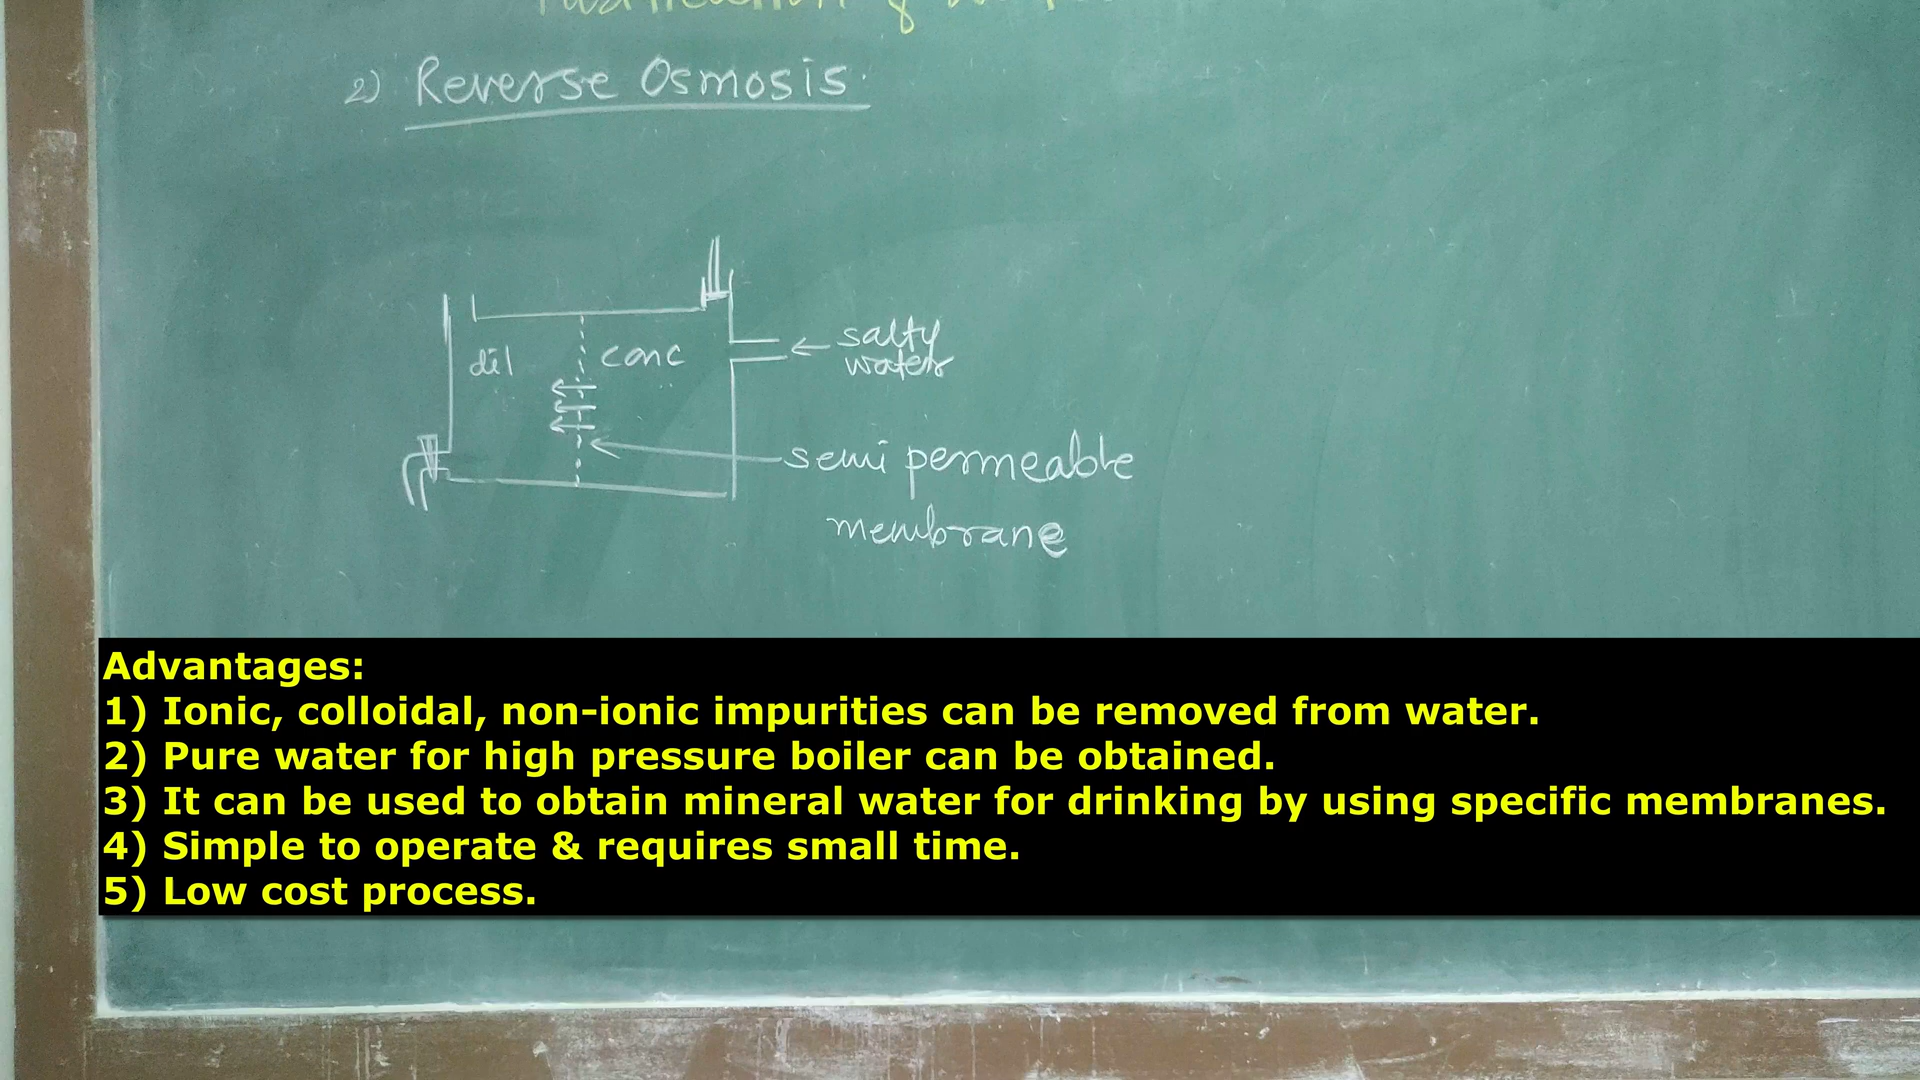 2) Reverse Osmosis.
dil
conc
← salty
water
semi permeable
membrane
Advantages:
1) Ionic, colloidal, non-ionic impurities can be removed from water.
2) Pure water for high pressure boiler can be obtained.
3) It can be used to obtain mineral water for drinking by using specific membranes.
4) Simple to operate & requires small time.
5) Low cost process.